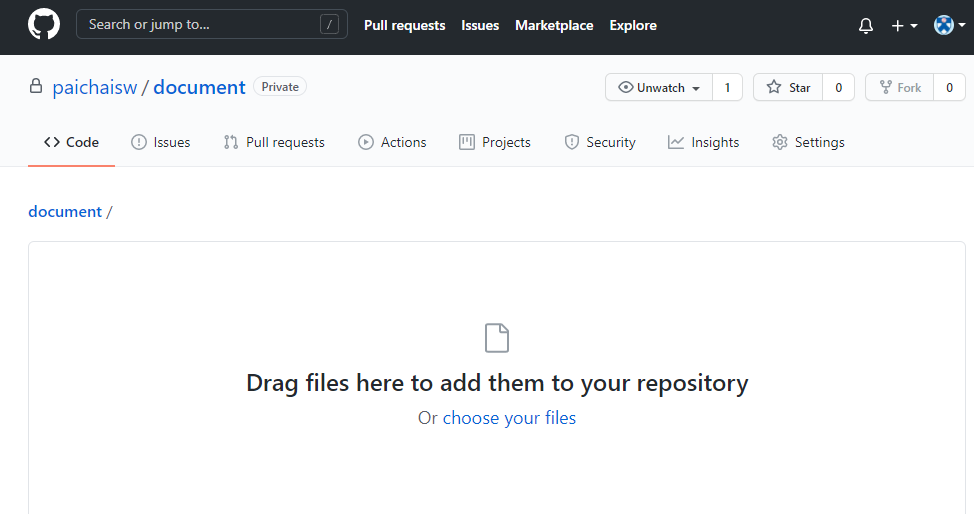 Search or jump to... / Pull requests Issues Marketplace Explore
paichaisw / document Private Unwatch 1 Star 0 Fork 0
Code Issues Pull requests Actions Projects Security Insights Settings
document /
Drag files here to add them to your repository
Or choose your files